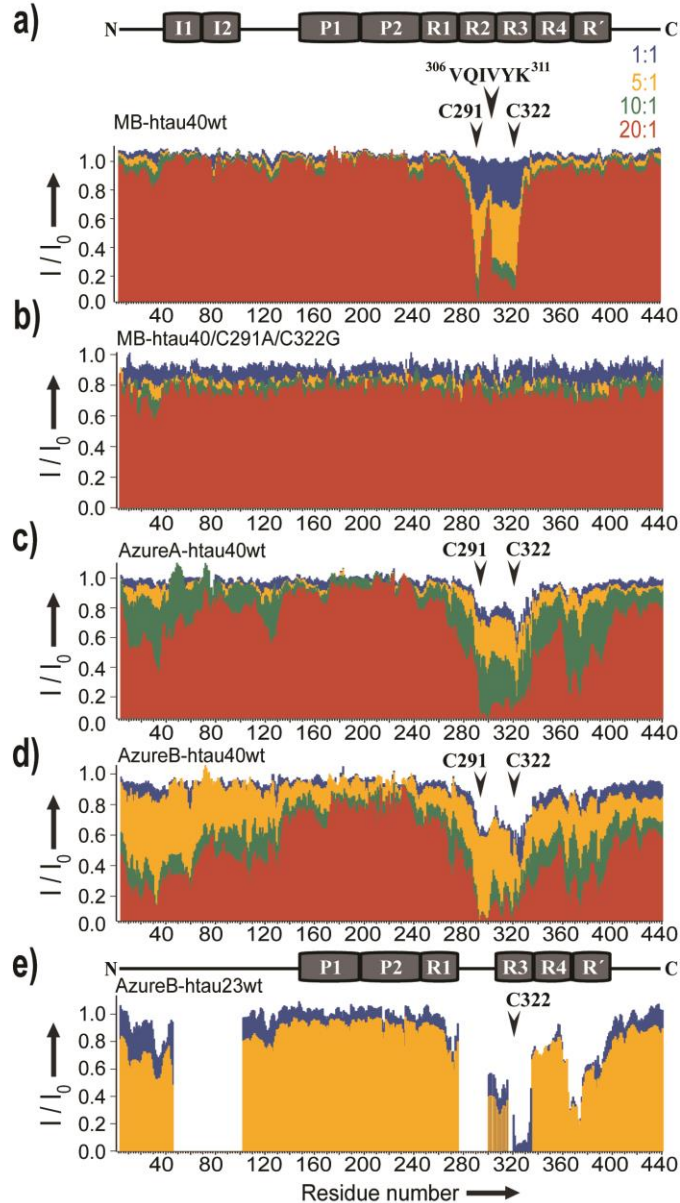 a)
N I1 I2 P1 P2 R1 R2 R3 R4 R´ C
1:1
5:1
10:1
20:1
306 VQIVYK 311
C291 C322
MB-htau40wt
1.0
0.8
0.6
0.4
0.2
0.0
I / I0
40 80 120 160 200 240 280 320 360 400 440
b)
MB-htau40/C291A/C322G
1.0
0.8
0.6
0.4
0.2
0.0
I / I0
40 80 120 160 200 240 280 320 360 400 440
c)
AzureA-htau40wt
C291 C322
1.0
0.8
0.6
0.4
0.2
0.0
I / I0
40 80 120 160 200 240 280 320 360 400 440
d)
AzureB-htau40wt
C291 C322
1.0
0.8
0.6
0.4
0.2
0.0
I / I0
40 80 120 160 200 240 280 320 360 400 440
e)
N P1 P2 R1 R3 R4 R´ C
AzureB-htau23wt
C322
1.0
0.8
0.6
0.4
0.2
0.0
I / I0
40 80 120 160 200 240 280 320 360 400 440
Residue number